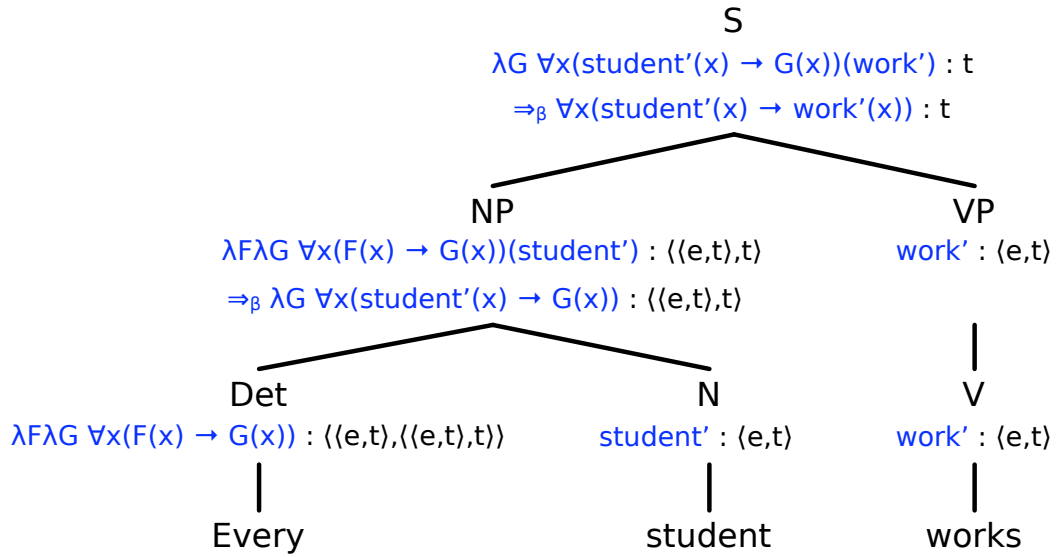 S
λG ∀x(student’(x) → G(x))(work’) : t
⇒β ∀x(student’(x) → work’(x)) : t
NP VP
λFλG ∀x(F(x) → G(x))(student’) : ⟨⟨e,t⟩,t⟩ work’ : ⟨e,t⟩
⇒β λG ∀x(student’(x) → G(x)) : ⟨⟨e,t⟩,t⟩
Det N V
λFλG ∀x(F(x) → G(x)) : ⟨⟨e,t⟩,⟨⟨e,t⟩,t⟩⟩ student’ : ⟨e,t⟩ work’ : ⟨e,t⟩
Every student works